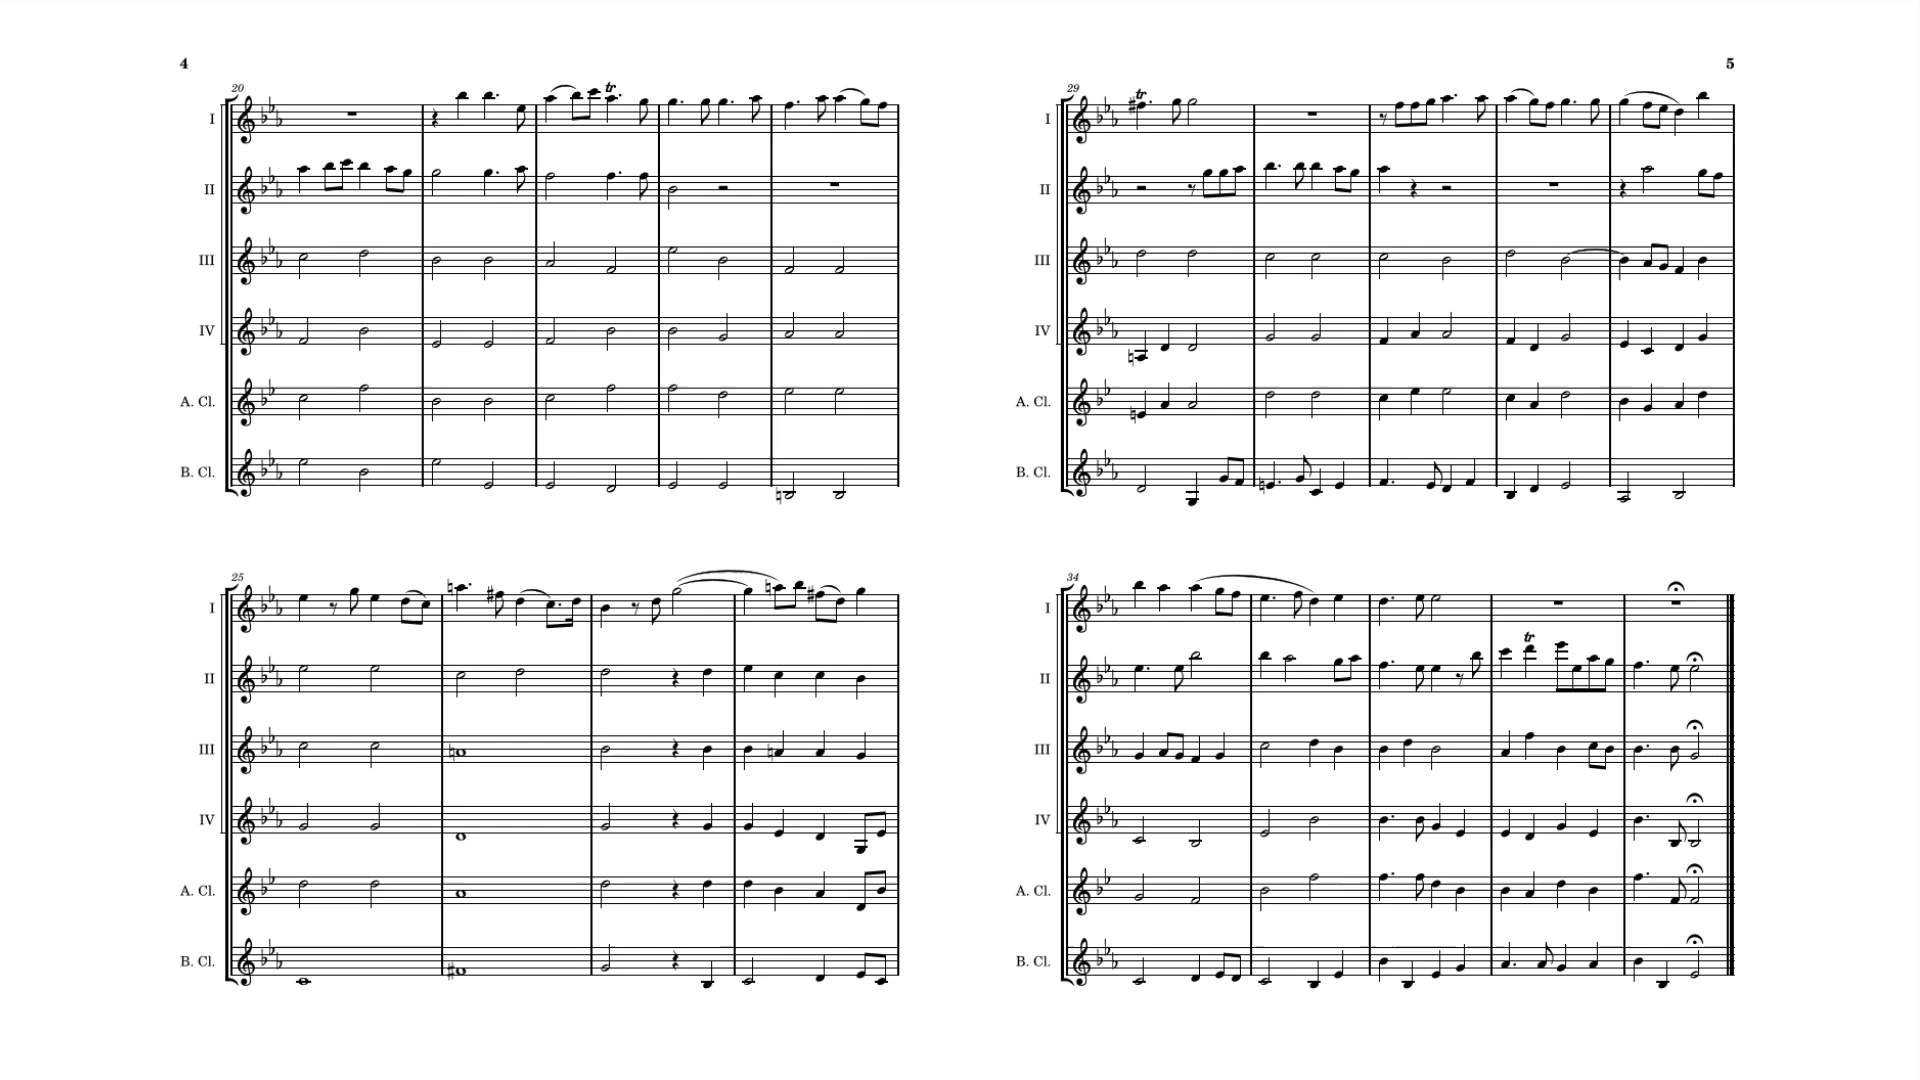 4
20
I
tr
II
III
IV
A. Cl.
B. Cl.
25
I
II
III
IV
A. Cl.
B. Cl.
5
29
tr
I
II
III
IV
A. Cl.
B. Cl.
34
I
tr
II
III
IV
A. Cl.
B. Cl.